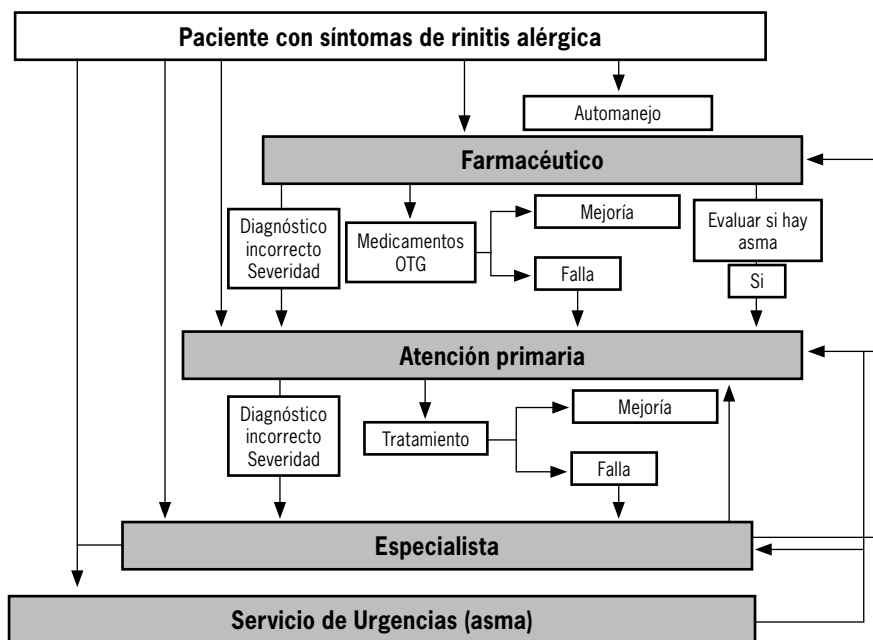 Paciente con síntomas de rinitis alérgica
Automanejo
Farmacéutico
Diagnóstico
incorrecto
Severidad
Medicamentos
OTG
Mejoría
Falla
Evaluar si hay
asma
Si
Atención primaria
Diagnóstico
incorrecto
Severidad
Tratamiento
Mejoría
Falla
Especialista
Servicio de Urgencias (asma)